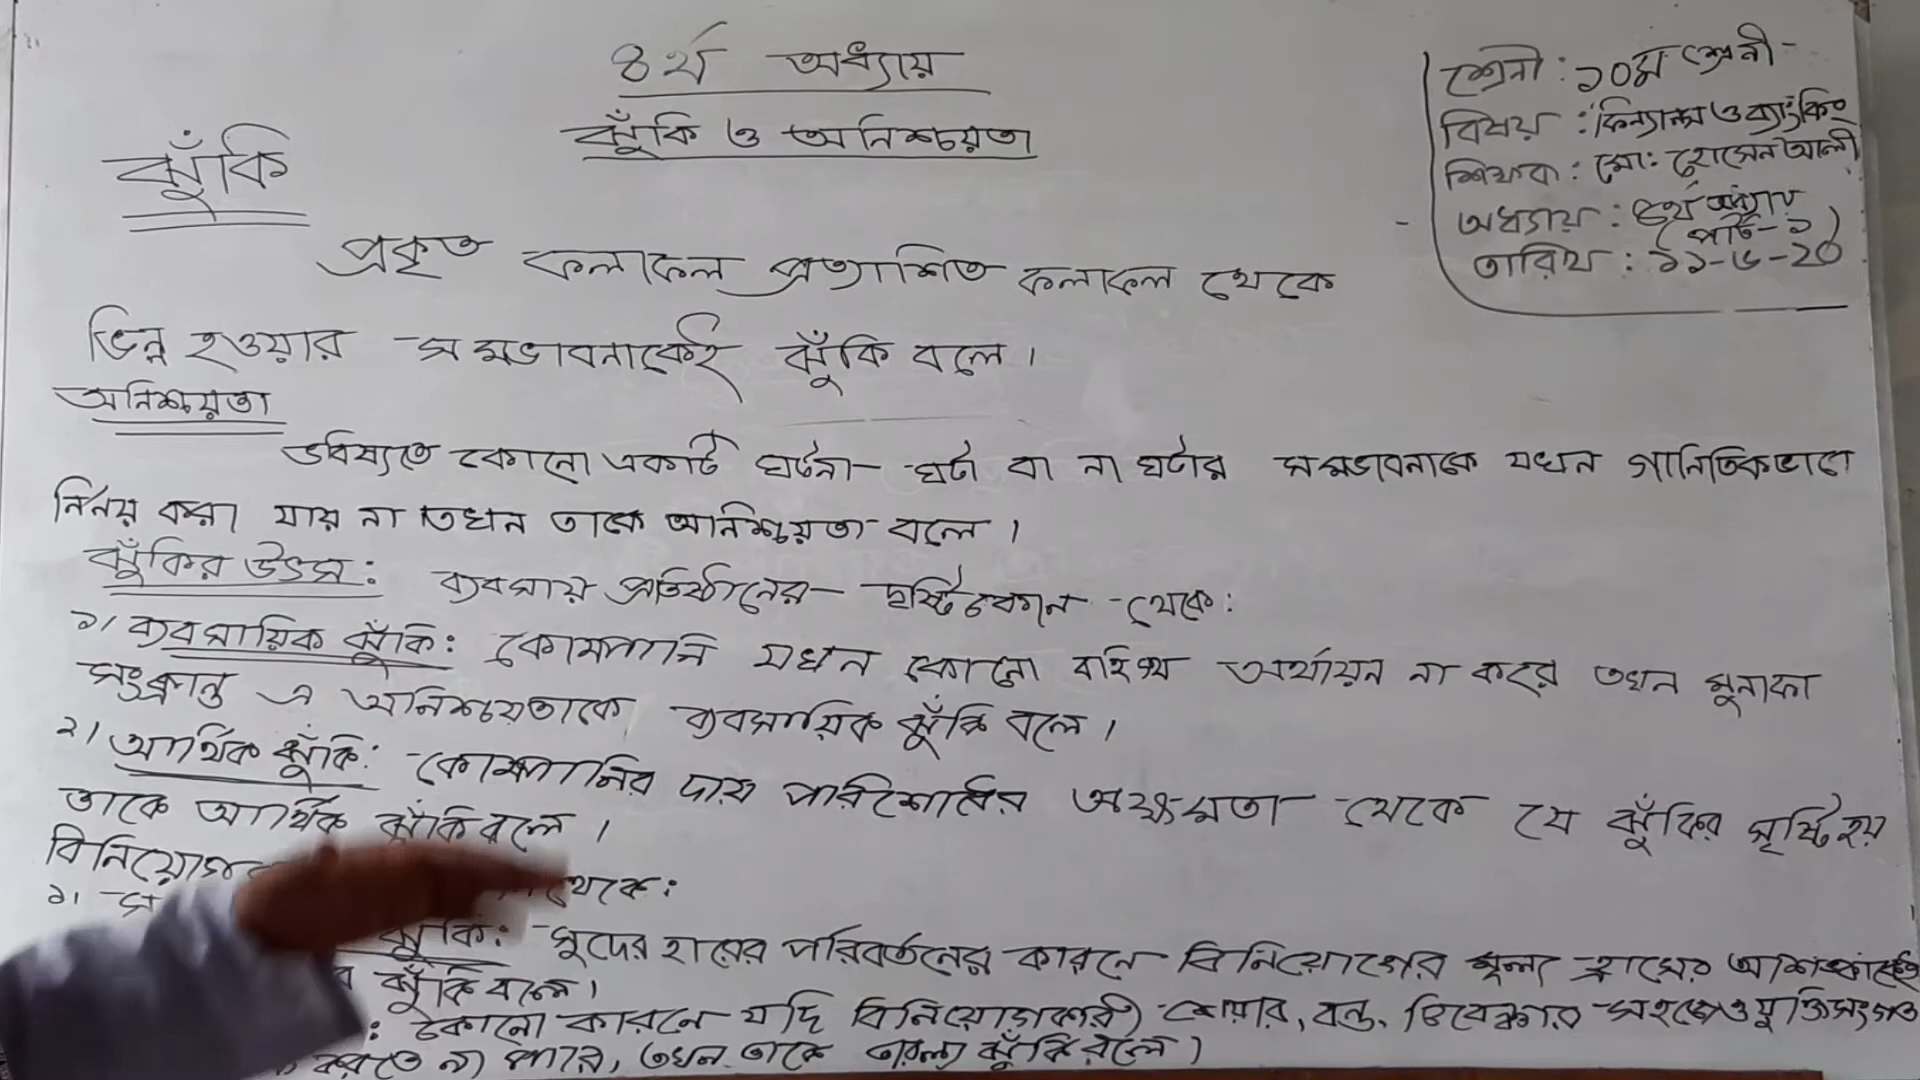 ৪র্থ অধ্যায়
ঝুঁকি ও অনিশ্চয়তা
শ্রেনী : ১০ম শ্রেনী
বিষয় : ফিন্যান্স ও ব্যাংকিং
শিক্ষক : মো: হোসেন আলী
অধ্যায় : ৪র্থ অধ্যায়
(পার্ট-১)
তারিখ : ১১-৬-২০
ঝুঁকি
প্রকৃত ফলাফল প্রত্যাশিত ফলাফল থেকে
ভিন্ন হওয়ার সম্ভাবনাকেই ঝুঁকি বলে।
অনিশ্চয়তা
ভবিষ্যতে কোনো একটি ঘটনা ঘটা বা না ঘটার সম্ভাবনাকে যখন গানিতিকভাবে
নির্নয় করা যায় না তখন তাকে অনিশ্চয়তা বলে।
ঝুঁকির উৎস: ব্যবসায় প্রতিষ্ঠানের দৃষ্টিকোন থেকে:
১। ব্যবসায়িক ঝুঁকি: কোম্পানি যখন কোনো বহিস্থ অর্থায়ন না করে তখন মুনাফা
সংক্রান্ত এ অনিশ্চয়তাকে ব্যবসায়িক ঝুঁকি বলে।
২। আর্থিক ঝুঁকি: কোম্পানির দায় পরিশোধের অক্ষমতা থেকে যে ঝুঁকির সৃষ্টি হয়
তাকে আর্থিক ঝুঁকি বলে।
থেকে:
১।
ঝুঁকি: সুদের হারের পরিবর্তনের কারনে বিনিয়োগের মূল্য হ্রাসের আশঙ্কাকেই
ঝুঁকি বলে।
: কোনো কারনে যদি বিনিয়োগকারী শেয়ার, বন্ড, ডিবেঞ্চার সহজে ও যুক্তিসংগত
করতে না পারে, তখন তাকে তারল্য ঝুঁকি বলে।